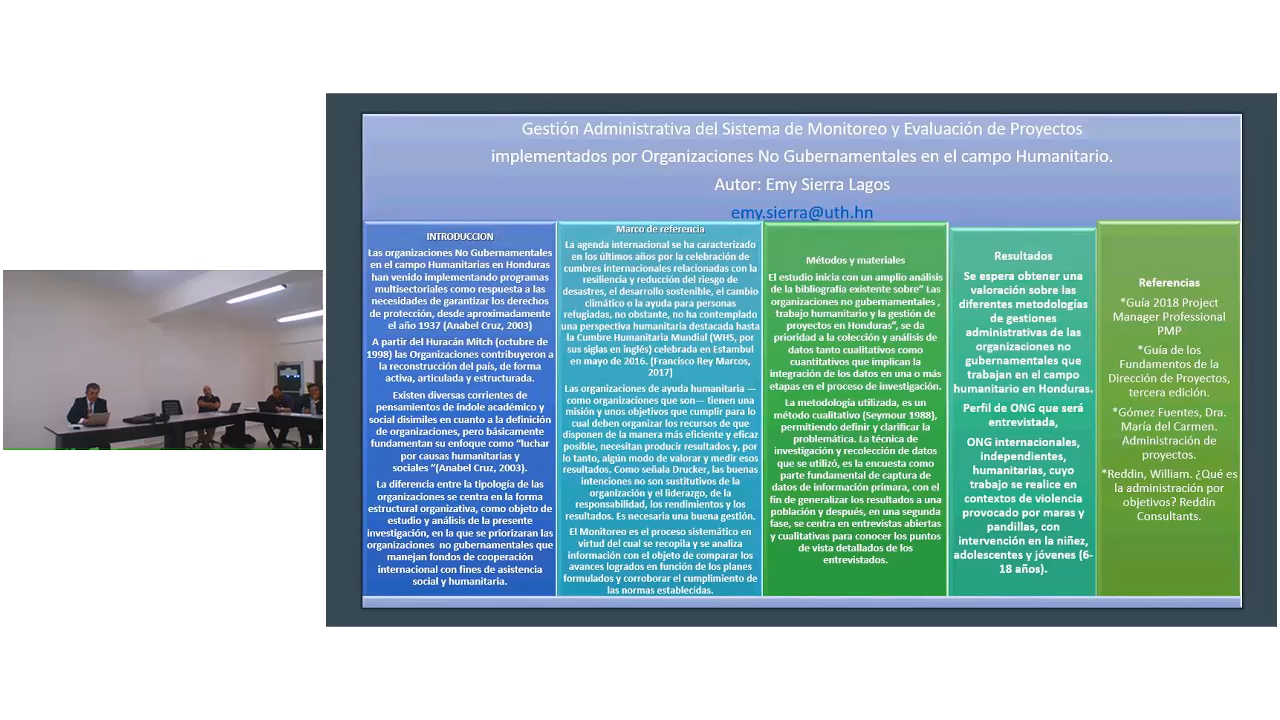 Gestión Administrativa del Sistema de Monitoreo y Evaluación de Proyectos
implementados por Organizaciones No Gubernamentales en el campo Humanitario.
Autor: Emy Sierra Lagos
emy.sierra@uth.hn
INTRODUCCION
Las organizaciones No Gubernamentales
en el campo Humanitarias en Honduras
han venido implementando programas
multisectoriales como respuesta a las
necesidades de garantizar los derechos
de protección, desde aproximadamente
el año 1937 (Anabel Cruz, 2003)
A partir del Huracán Mitch (octubre de
1998) las Organizaciones contribuyeron a
la reconstrucción del país, de forma
activa, articulada y estructurada.
Existen diversas corrientes de
pensamientos de índole académico y
social disimiles en cuanto a la definición
de organizaciones, pero básicamente
fundamentan su enfoque como “luchar
por causas humanitarias y
sociales ”(Anabel Cruz, 2003).
La diferencia entre la tipología de las
organizaciones se centra en la forma
estructural organizativa, como objeto de
estudio y análisis de la presente
investigación, en la que se priorizaran las
organizaciones no gubernamentales que
manejan fondos de cooperación
internacional con fines de asistencia
social y humanitaria.
Marco de referencia
La agenda internacional se ha caracterizado
en los últimos años por la celebración de
cumbres internacionales relacionadas con la
resiliencia y reducción del riesgo de
desastres, el desarrollo sostenible, el cambio
climático o la ayuda para personas
refugiadas, no obstante, no ha contemplado
una perspectiva humanitaria destacada hasta
la Cumbre Humanitaria Mundial (WHS, por
sus siglas en inglés) celebrada en Estambul
en mayo de 2016. (Francisco Rey Marcos,
2017)
Las organizaciones de ayuda humanitaria —
como organizaciones que son— tienen una
misión y unos objetivos que cumplir para lo
cual deben organizar los recursos de que
disponen de la manera más eficiente y eficaz
posible, necesitan producir resultados y, por
lo tanto, algún modo de valorar y medir esos
resultados. Como señala Drucker, las buenas
intenciones no son sustitutivos de la
organización y el liderazgo, de la
responsabilidad, los rendimientos y los
resultados. Es necesaria una buena gestión.
El Monitoreo es el proceso sistemático en
virtud del cual se recopila y se analiza
información con el objeto de comparar los
avances logrados en función de los planes
formulados y corroborar el cumplimiento de
las normas establecidas.
Métodos y materiales
El estudio inicia con un amplio análisis
de la bibliografía existente sobre” Las
organizaciones no gubernamentales ,
trabajo humanitario y la gestión de
proyectos en Honduras”, se da
prioridad a la colección y análisis de
datos tanto cualitativos como
cuantitativos que implican la
integración de los datos en una o más
etapas en el proceso de investigación.
La metodología utilizada, es un
método cualitativo (Seymour 1988),
permitiendo definir y clarificar la
problemática. La técnica de
investigación y recolección de datos
que se utilizó, es la encuesta como
parte fundamental de captura de
datos de información primaria, con el
fin de generalizar los resultados a una
población y después, en una segunda
fase, se centra en entrevistas abiertas
y cualitativas para conocer los puntos
de vista detallados de los
entrevistados.
Resultados
Se espera obtener una
valoración sobre las
diferentes metodologías
de gestiones
administrativas de las
organizaciones no
gubernamentales que
trabajan en el campo
humanitario en Honduras.
Perfil de ONG que será
entrevistada,
ONG internacionales,
independientes,
humanitarias, cuyo
trabajo se realice en
contextos de violencia
provocado por maras y
pandillas, con
intervención en la niñez,
adolescentes y jóvenes (6-
18 años).
Referencias
*Guía 2018 Project
Manager Professional
PMP
*Guía de los
Fundamentos de la
Dirección de Proyectos,
tercera edición.
*Gómez Fuentes, Dra.
María del Carmen.
Administración de
proyectos.
*Reddin, William. ¿Qué es
la administración por
objetivos? Reddin
Consultants.